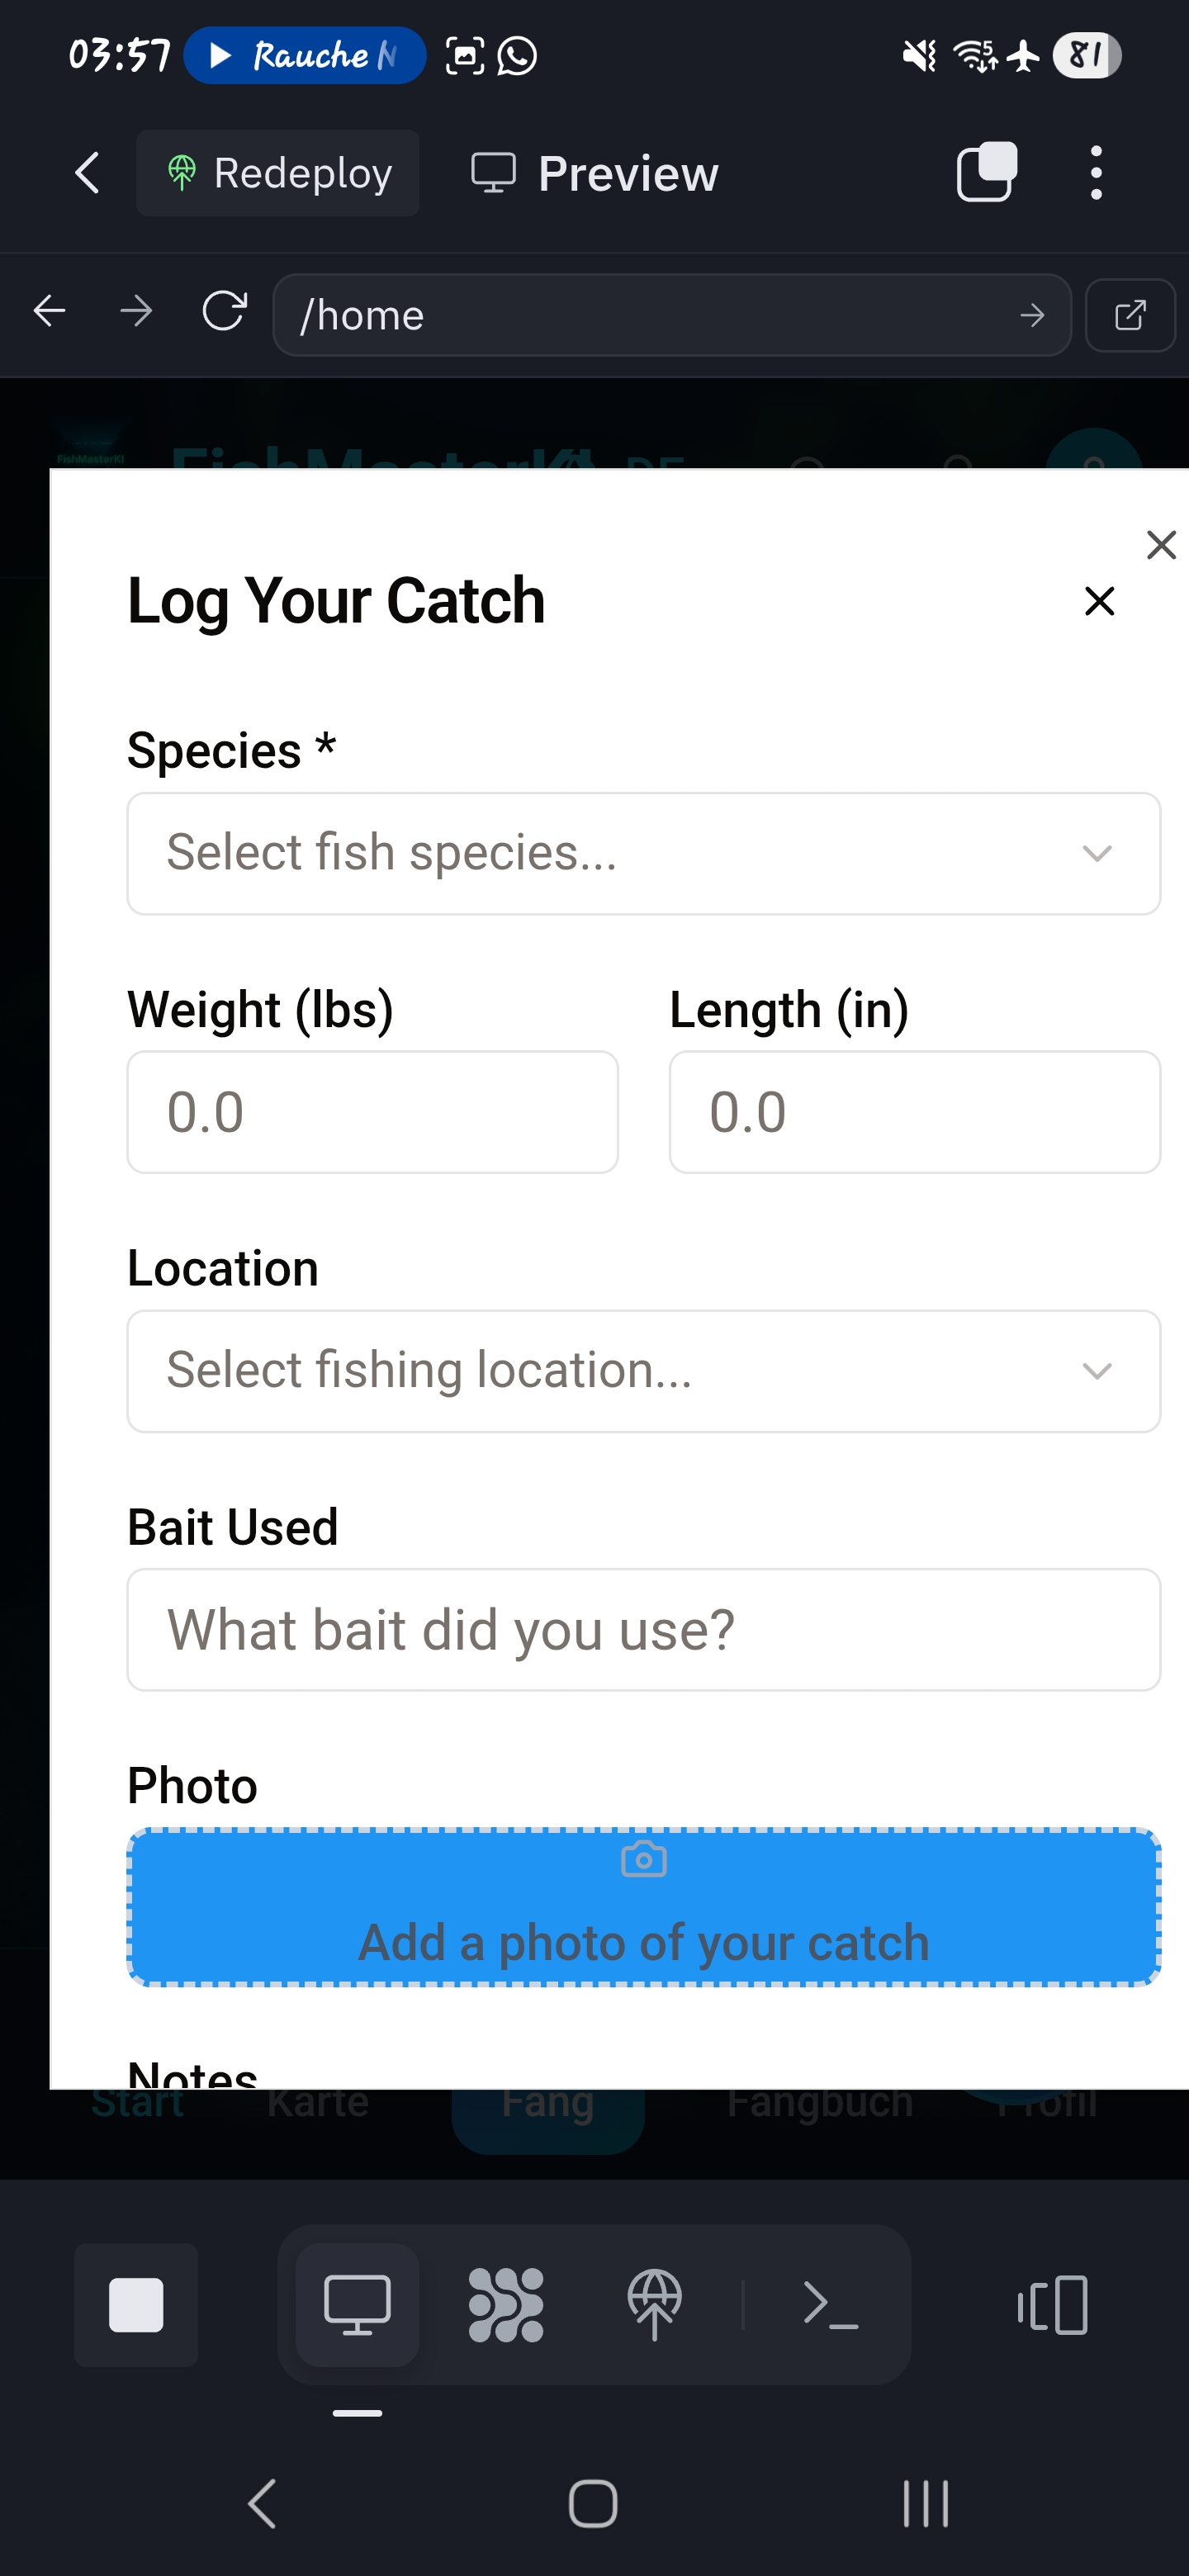 03:57 Rauche N 81
Redeploy Preview
/home
FishMasterKI
FishMasterKI DE
Log Your Catch
Species *
Select fish species...
Weight (lbs) Length (in)
0.0 0.0
Location
Select fishing location...
Bait Used
What bait did you use?
Photo
Add a photo of your catch
Notes
Start Karte Fang Fangbuch Profil